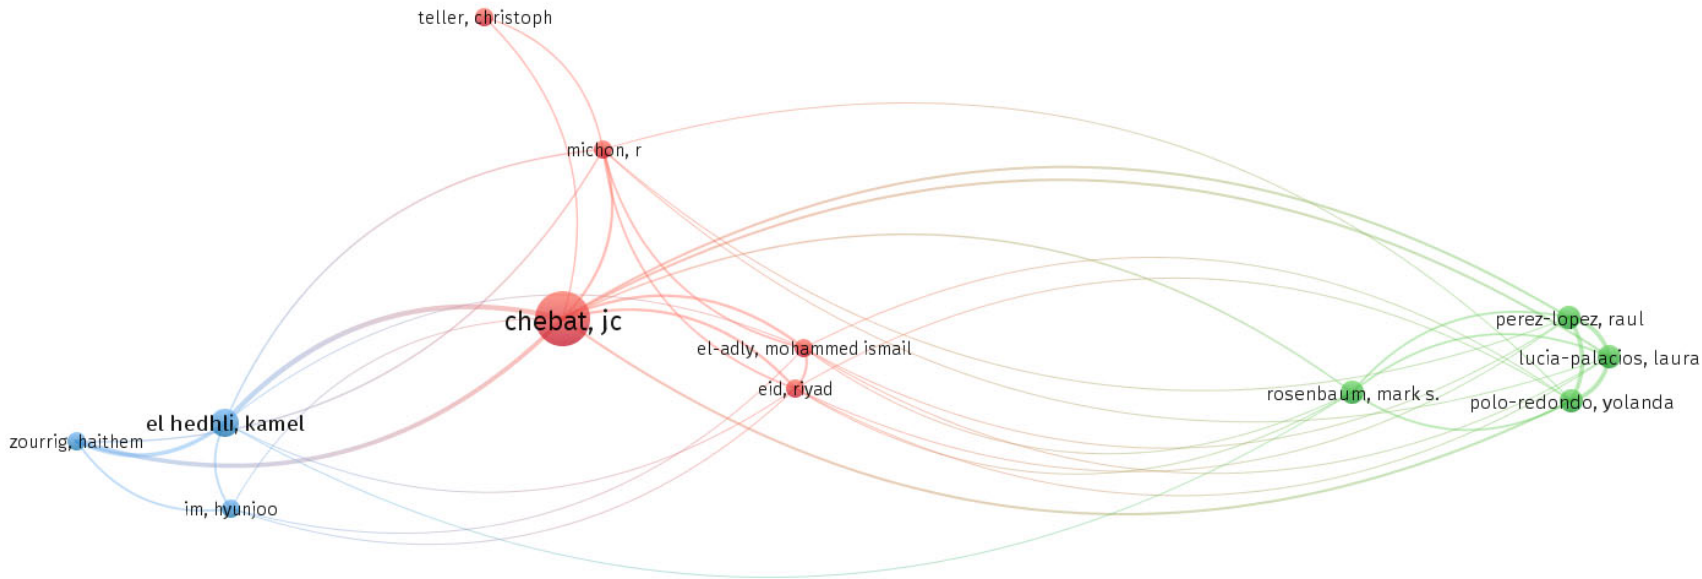 teller, christoph
michon, r
chebat, jc
perez-lopez, raul
el-adly, mohammed ismail
lucia-palacios, laura
eid, riyad
rosenbaum, mark s.
polo-redondo, yolanda
el hedhli, kamel
zourrig, haithem
im, hyunjoo